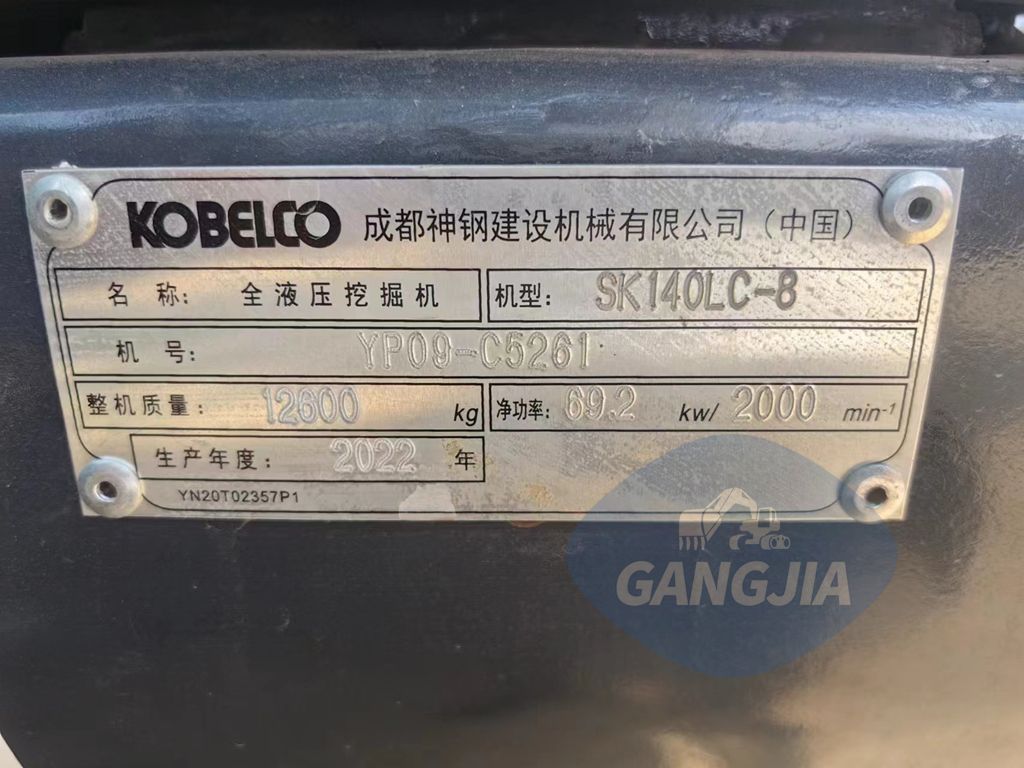 KOBELCO 成都神钢建设机械有限公司（中国）
名 称: 全液压挖掘机 机型: SK140LC-8
机 号: YP09-C5261
整机质量: 12600 kg 净功率: 69.2 kw/ 2000 min⁻¹
生产年度: 2022 年
YN20T02357P1
GANGJIA